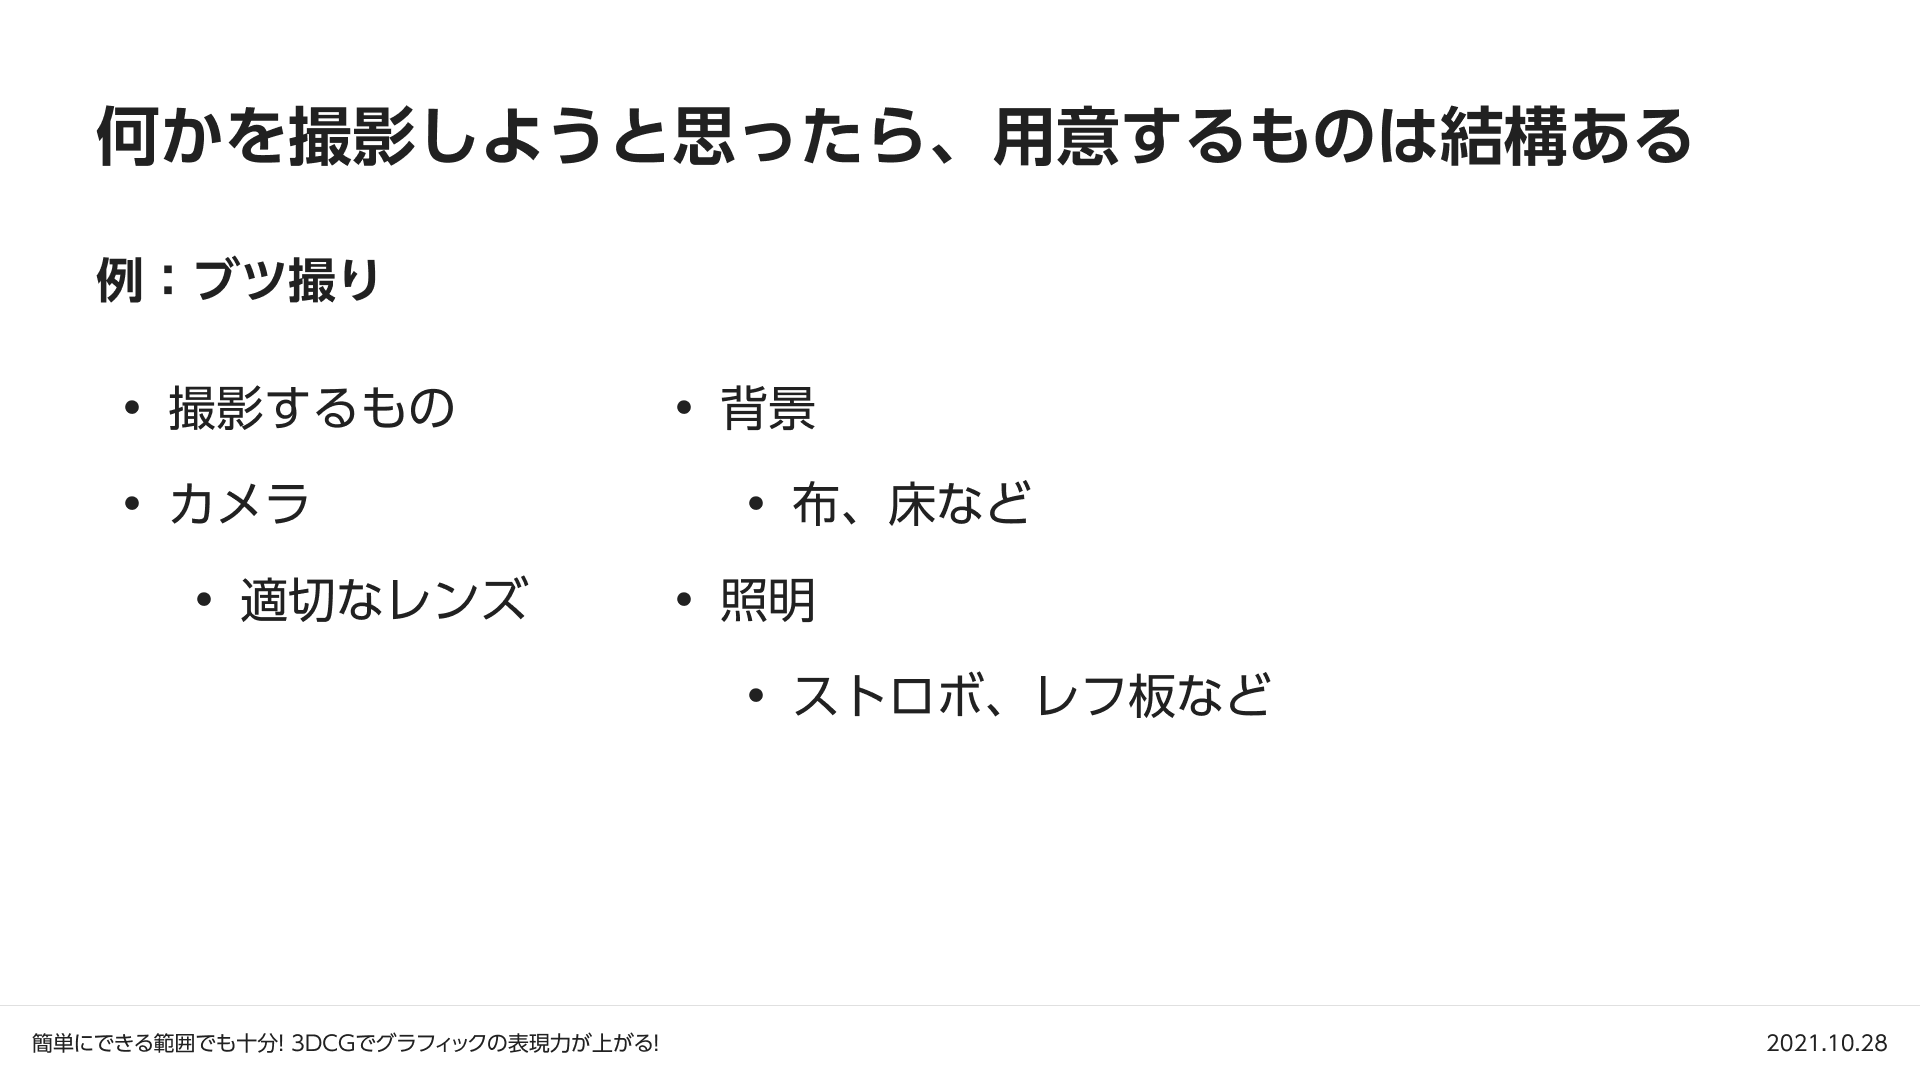 何かを撮影しようと思ったら、用意するものは結構ある
例：ブツ撮り
• 撮影するもの
• カメラ
• 適切なレンズ
• 背景
• 布、床など
• 照明
• ストロボ、レフ板など
簡単にできる範囲でも十分! 3DCGでグラフィックの表現力が上がる!
2021.10.28